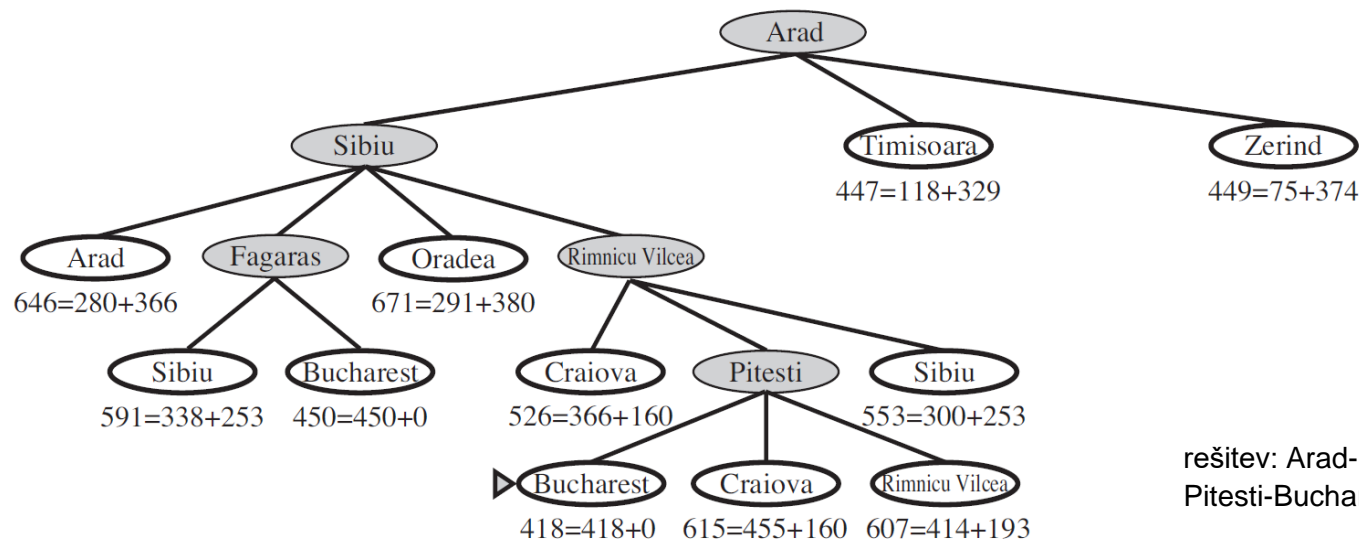 Arad
Sibiu Timisoara Zerind
447=118+329 449=75+374
Arad Fagaras Oradea Rimnicu Vilcea
646=280+366 671=291+380
Sibiu Bucharest Craiova Pitesti Sibiu
591=338+253 450=450+0 526=366+160 553=300+253
Bucharest Craiova Rimnicu Vilcea
418=418+0 615=455+160 607=414+193
rešitev: Arad-
Pitesti-Bucha